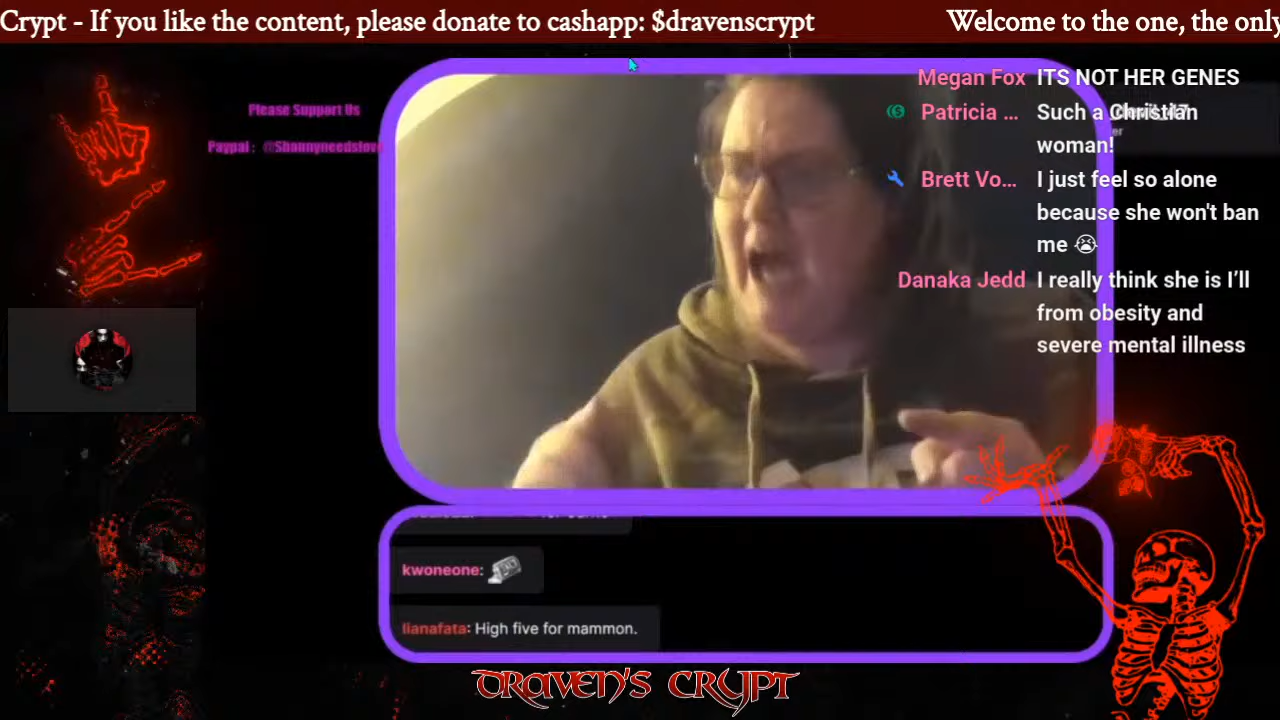 Crypt - If you like the content, please donate to cashapp: $dravenscrypt
Welcome to the one, the only
Please Support Us
Paypal : @Shannyneedslove
Megan Fox ITS NOT HER GENES
Patricia ... Such a Christian
woman!
er
Brett Vo... I just feel so alone
because she won't ban
me 😭
Danaka Jedd I really think she is I’ll
from obesity and
severe mental illness
kwoneone:
lianafata: High five for mammon.
DRAVEN'S CRYPT